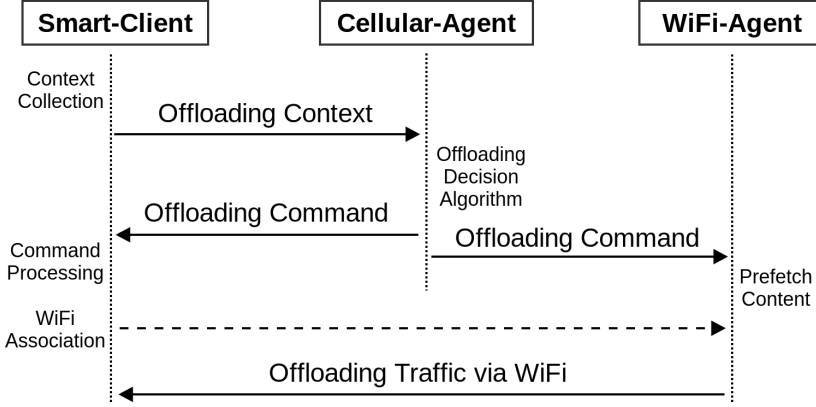 Smart-Client
Cellular-Agent
WiFi-Agent
Context
Collection
Offloading Context
Offloading
Decision
Algorithm
Offloading Command
Offloading Command
Command
Processing
Prefetch
Content
WiFi
Association
Offloading Traffic via WiFi